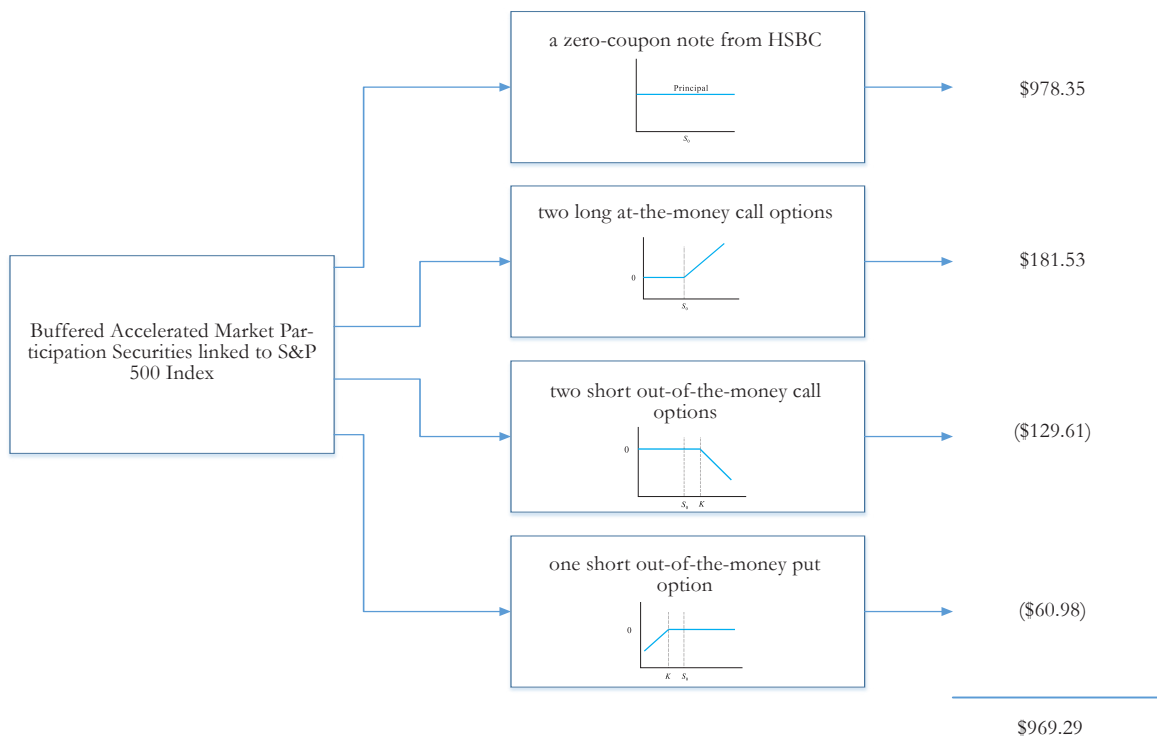 a zero-coupon note from HSBC
Principal
S₀
$978.35
two long at-the-money call options
0
S₀
$181.53
Buffered Accelerated Market Par-
ticipation Securities linked to S&P
500 Index
two short out-of-the-money call
options
0
S₀ K
($129.61)
one short out-of-the-money put
option
0
K S₀
($60.98)
$969.29